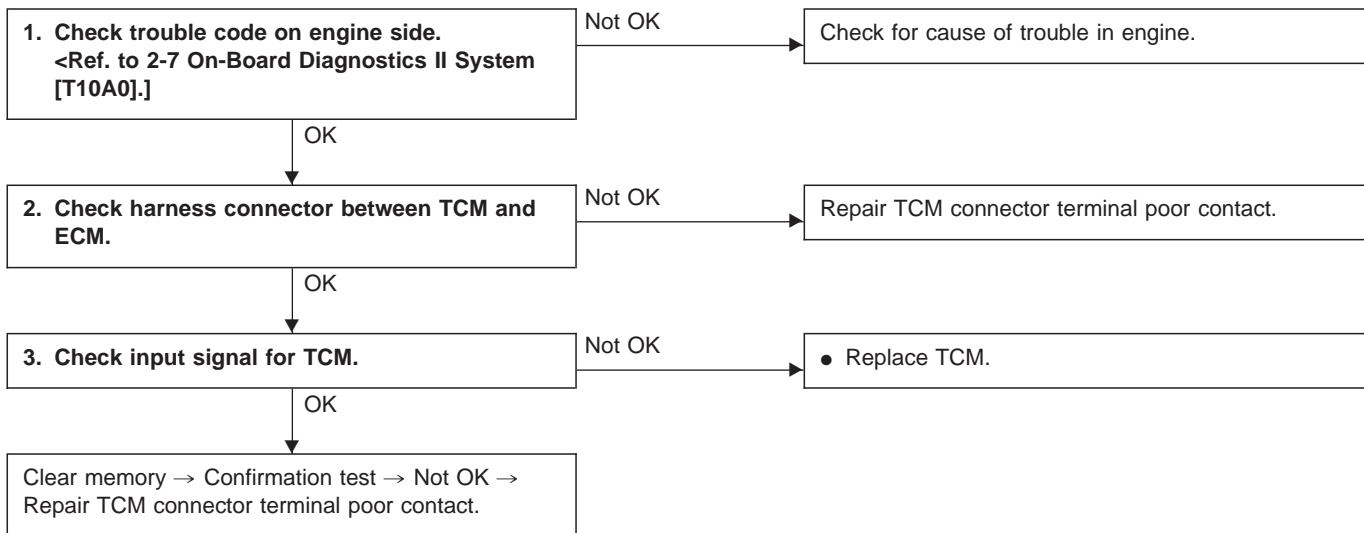 1. Check trouble code on engine side.
<Ref. to 2-7 On-Board Diagnostics II System
[T10A0].]
Not OK
Check for cause of trouble in engine.
OK
2. Check harness connector between TCM and
ECM.
Not OK
Repair TCM connector terminal poor contact.
OK
3. Check input signal for TCM.
Not OK
● Replace TCM.
OK
Clear memory → Confirmation test → Not OK →
Repair TCM connector terminal poor contact.